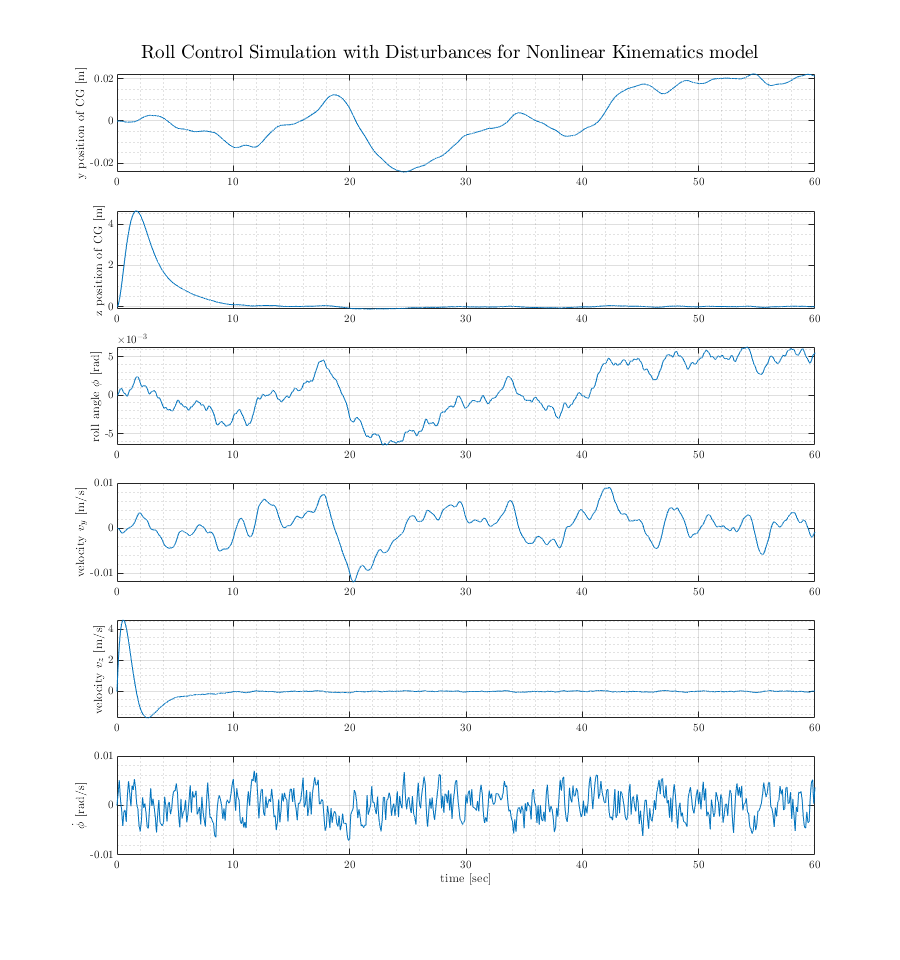 Roll Control Simulation with Disturbances for Nonlinear Kinematics model
y position of CG [m]
0.02
0
-0.02
0 10 20 30 40 50 60
z position of CG [m]
4
2
0
0 10 20 30 40 50 60
×10⁻³
roll angle ϕ [rad]
5
0
-5
0 10 20 30 40 50 60
velocity v_y [m/s]
0.01
0
-0.01
0 10 20 30 40 50 60
velocity v_z [m/s]
4
2
0
0 10 20 30 40 50 60
ϕ̇ [rad/s]
0.01
0
-0.01
0 10 20 30 40 50 60
time [sec]